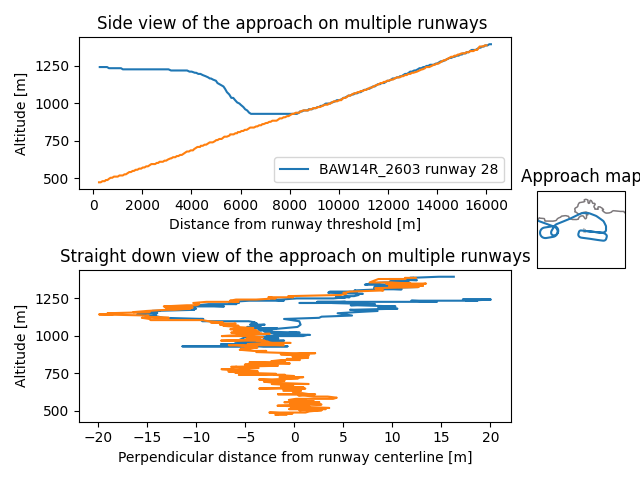 Side view of the approach on multiple runways
1250
1000
750
500
Altitude [m]
BAW14R_2603 runway 28
0 2000 4000 6000 8000 10000 12000 14000 16000
Distance from runway threshold [m]
Approach map
Straight down view of the approach on multiple runways
1250
1000
750
500
Altitude [m]
−20 −15 −10 −5 0 5 10 15 20
Perpendicular distance from runway centerline [m]